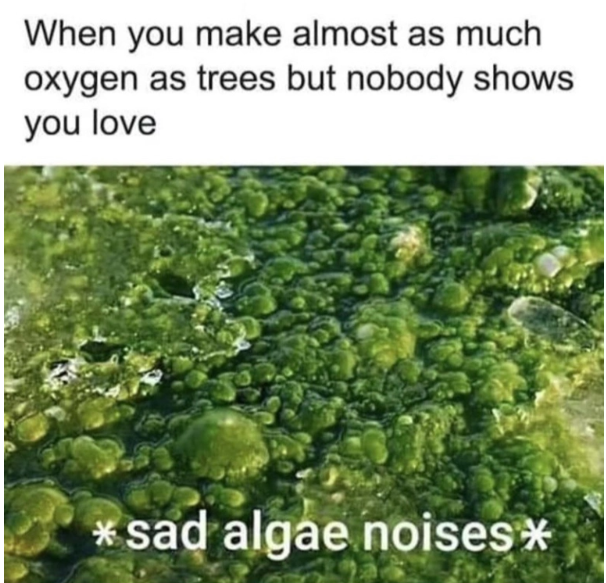 When you make almost as much
oxygen as trees but nobody shows
you love
*sad algae noises*